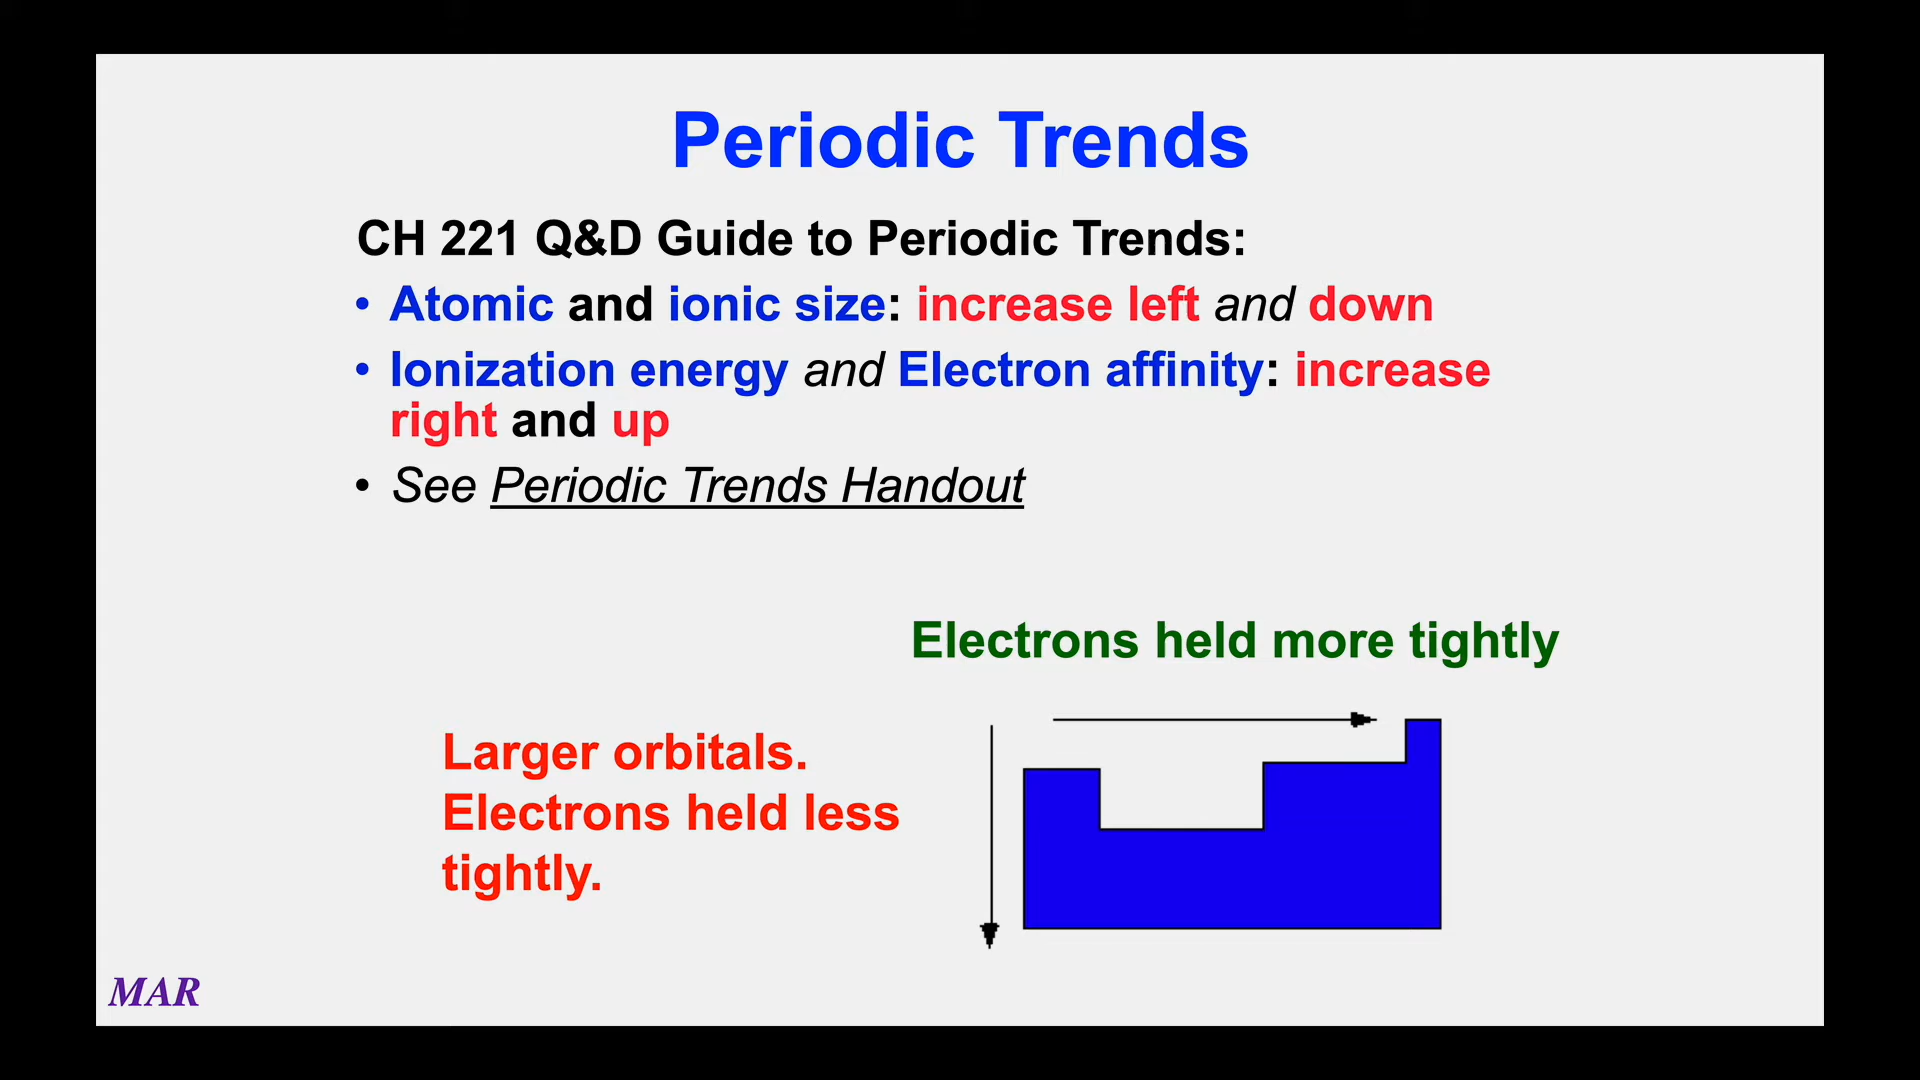 Periodic Trends
CH 221 Q&D Guide to Periodic Trends:
• Atomic and ionic size: increase left and down
• Ionization energy and Electron affinity: increase
right and up
• See Periodic Trends Handout
Electrons held more tightly
Larger orbitals.
Electrons held less
tightly.
MAR